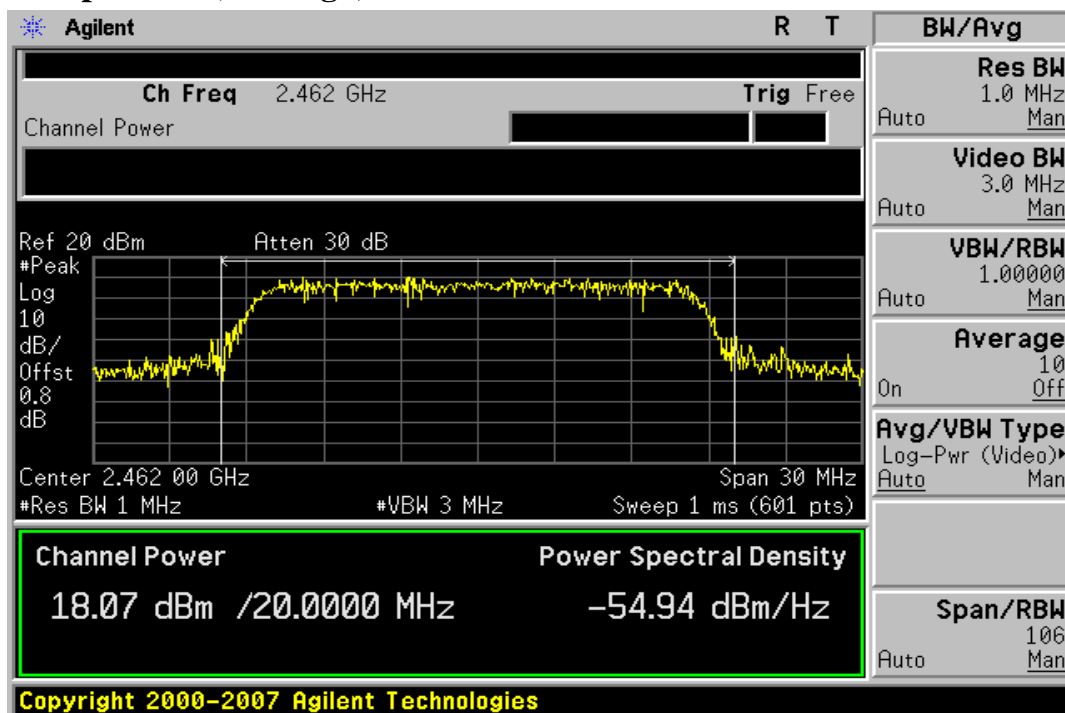 Agilent R T
Ch Freq 2.462 GHz Trig Free
Channel Power
Ref 20 dBm Atten 30 dB
#Peak
Log
10
dB/
Offst
0.8
dB
Center 2.462 00 GHz Span 30 MHz
#Res BW 1 MHz #VBW 3 MHz Sweep 1 ms (601 pts)
Channel Power Power Spectral Density
18.07 dBm /20.0000 MHz -54.94 dBm/Hz
Copyright 2000-2007 Agilent Technologies
BW/Avg
Res BW
1.0 MHz
Auto Man
Video BW
3.0 MHz
Auto Man
VBW/RBW
1.00000
Auto Man
Average
10
On Off
Avg/VBW Type
Log-Pwr (Video)▸
Auto Man
Span/RBW
106
Auto Man